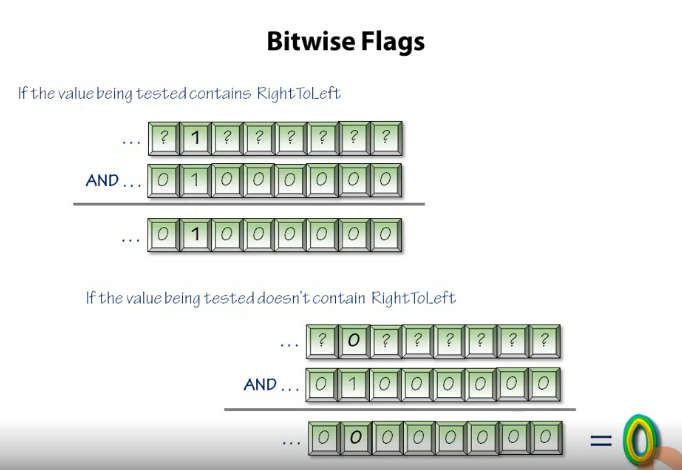 Bitwise Flags
If the value being tested contains RightToLeft
... ? 1 ? ? ? ? ? ?
AND ... 0 1 0 0 0 0 0 0
... 0 1 0 0 0 0 0 0
If the value being tested doesn't contain RightToLeft
... ? 0 ? ? ? ? ? ?
AND ... 0 1 0 0 0 0 0 0
... 0 0 0 0 0 0 0 0 = 0